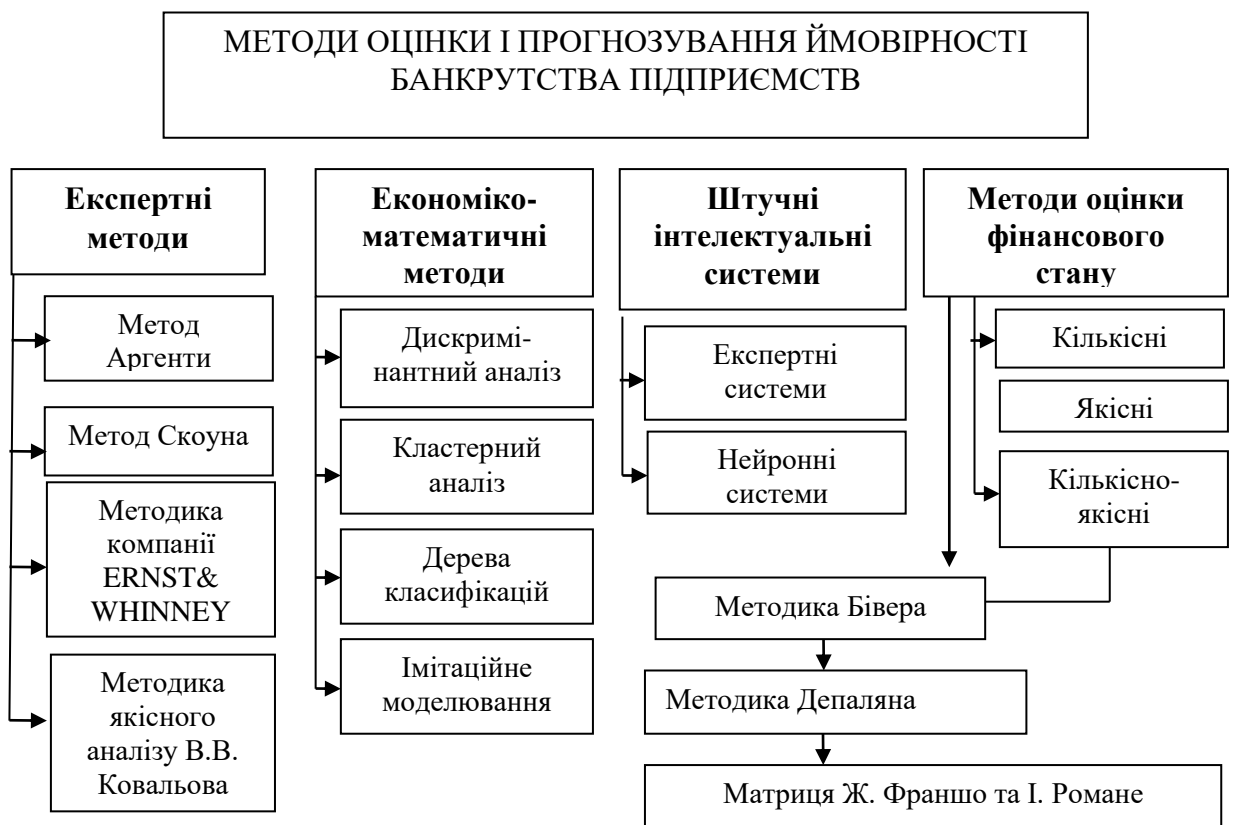 МЕТОДИ ОЦІНКИ І ПРОГНОЗУВАННЯ ЙМОВІРНОСТІ
БАНКРУТСТВА ПІДПРИЄМСТВ
Експертні
методи
Метод
Аргенти
Метод Скоуна
Методика
компанії
ERNST&
WHINNEY
Методика
якісного
аналізу В.В.
Ковальова
Економіко-
математичні
методи
Дискримі-
нантний аналіз
Кластерний
аналіз
Дерева
класифікацій
Імітаційне
моделювання
Штучні
інтелектуальні
системи
Експертні
системи
Нейронні
системи
Методи оцінки
фінансового
стану
Кількісні
Якісні
Кількісно-
якісні
Методика Бівера
Методика Депаляна
Матриця Ж. Франшо та І. Романе